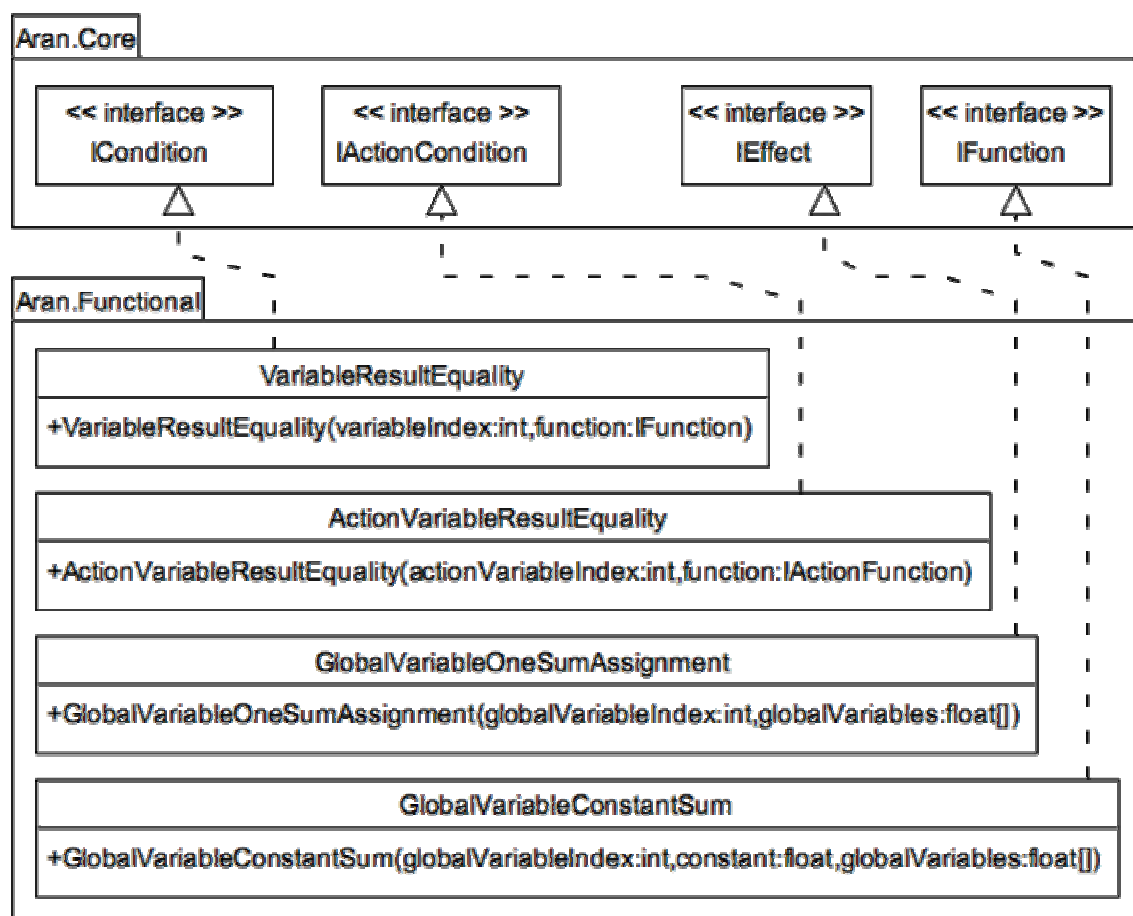 Aran.Core
<< interface >>
ICondition
<< interface >>
IActionCondition
<< interface >>
IEffect
<< interface >>
IFunction
Aran.Functional
VariableResultEquality
+VariableResultEquality(variableIndex:int,function:IFunction)
ActionVariableResultEquality
+ActionVariableResultEquality(actionVariableIndex:int,function:IActionFunction)
GlobalVariableOneSumAssignment
+GlobalVariableOneSumAssignment(globalVariableIndex:int,globalVariables:float[])
GlobalVariableConstantSum
+GlobalVariableConstantSum(globalVariableIndex:int,constant:float,globalVariables:float[])